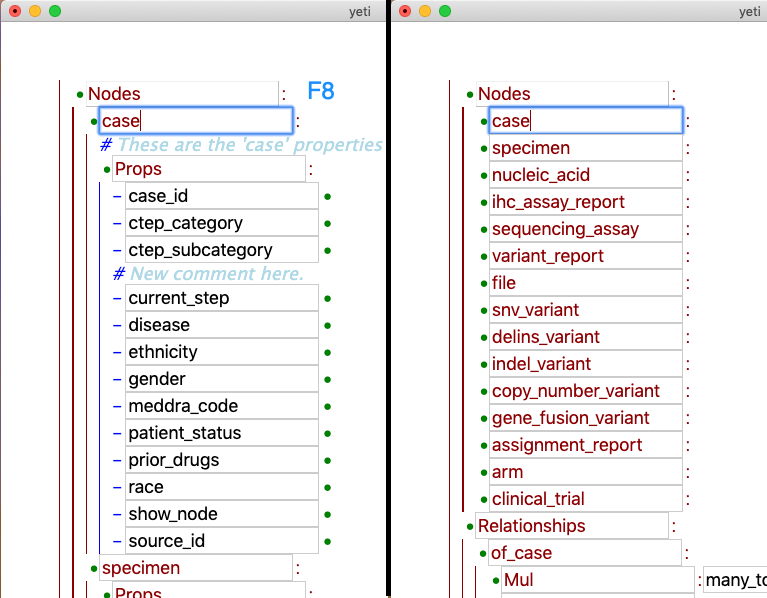 yeti
Nodes :
F8
case :
# These are the 'case' properties
Props :
– case_id
– ctep_category
– ctep_subcategory
# New comment here.
– current_step
– disease
– ethnicity
– gender
– meddra_code
– patient_status
– prior_drugs
– race
– show_node
– source_id
specimen :
Props :
yeti
Nodes :
case :
specimen :
nucleic_acid :
ihc_assay_report :
sequencing_assay :
variant_report :
file :
snv_variant :
delins_variant :
indel_variant :
copy_number_variant :
gene_fusion_variant :
assignment_report :
arm :
clinical_trial :
Relationships :
of_case :
Mul : many_to